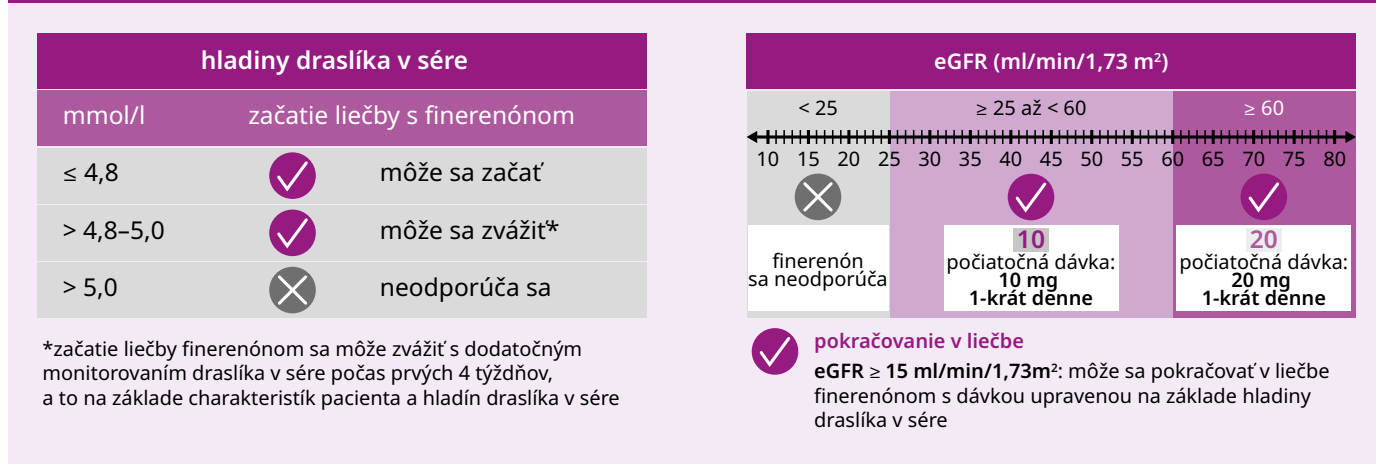 hladiny draslíka v sére
mmol/l začatie liečby s finerenónom
≤ 4,8 môže sa začať
> 4,8–5,0 môže sa zvážiť*
> 5,0 neodporúča sa
*začatie liečby finerenónom sa môže zvážiť s dodatočným
monitorovaním draslíka v sére počas prvých 4 týždňov,
a to na základe charakteristík pacienta a hladín draslíka v sére
eGFR (ml/min/1,73 m²)
< 25 ≥ 25 až < 60 ≥ 60
10 15 20 25 30 35 40 45 50 55 60 65 70 75 80
finerenón
sa neodporúča
10
počiatočná dávka:
10 mg
1-krát denne
20
počiatočná dávka:
20 mg
1-krát denne
pokračovanie v liečbe
eGFR ≥ 15 ml/min/1,73m²: môže sa pokračovať v liečbe
finerenónom s dávkou upravenou na základe hladiny
draslíka v sére